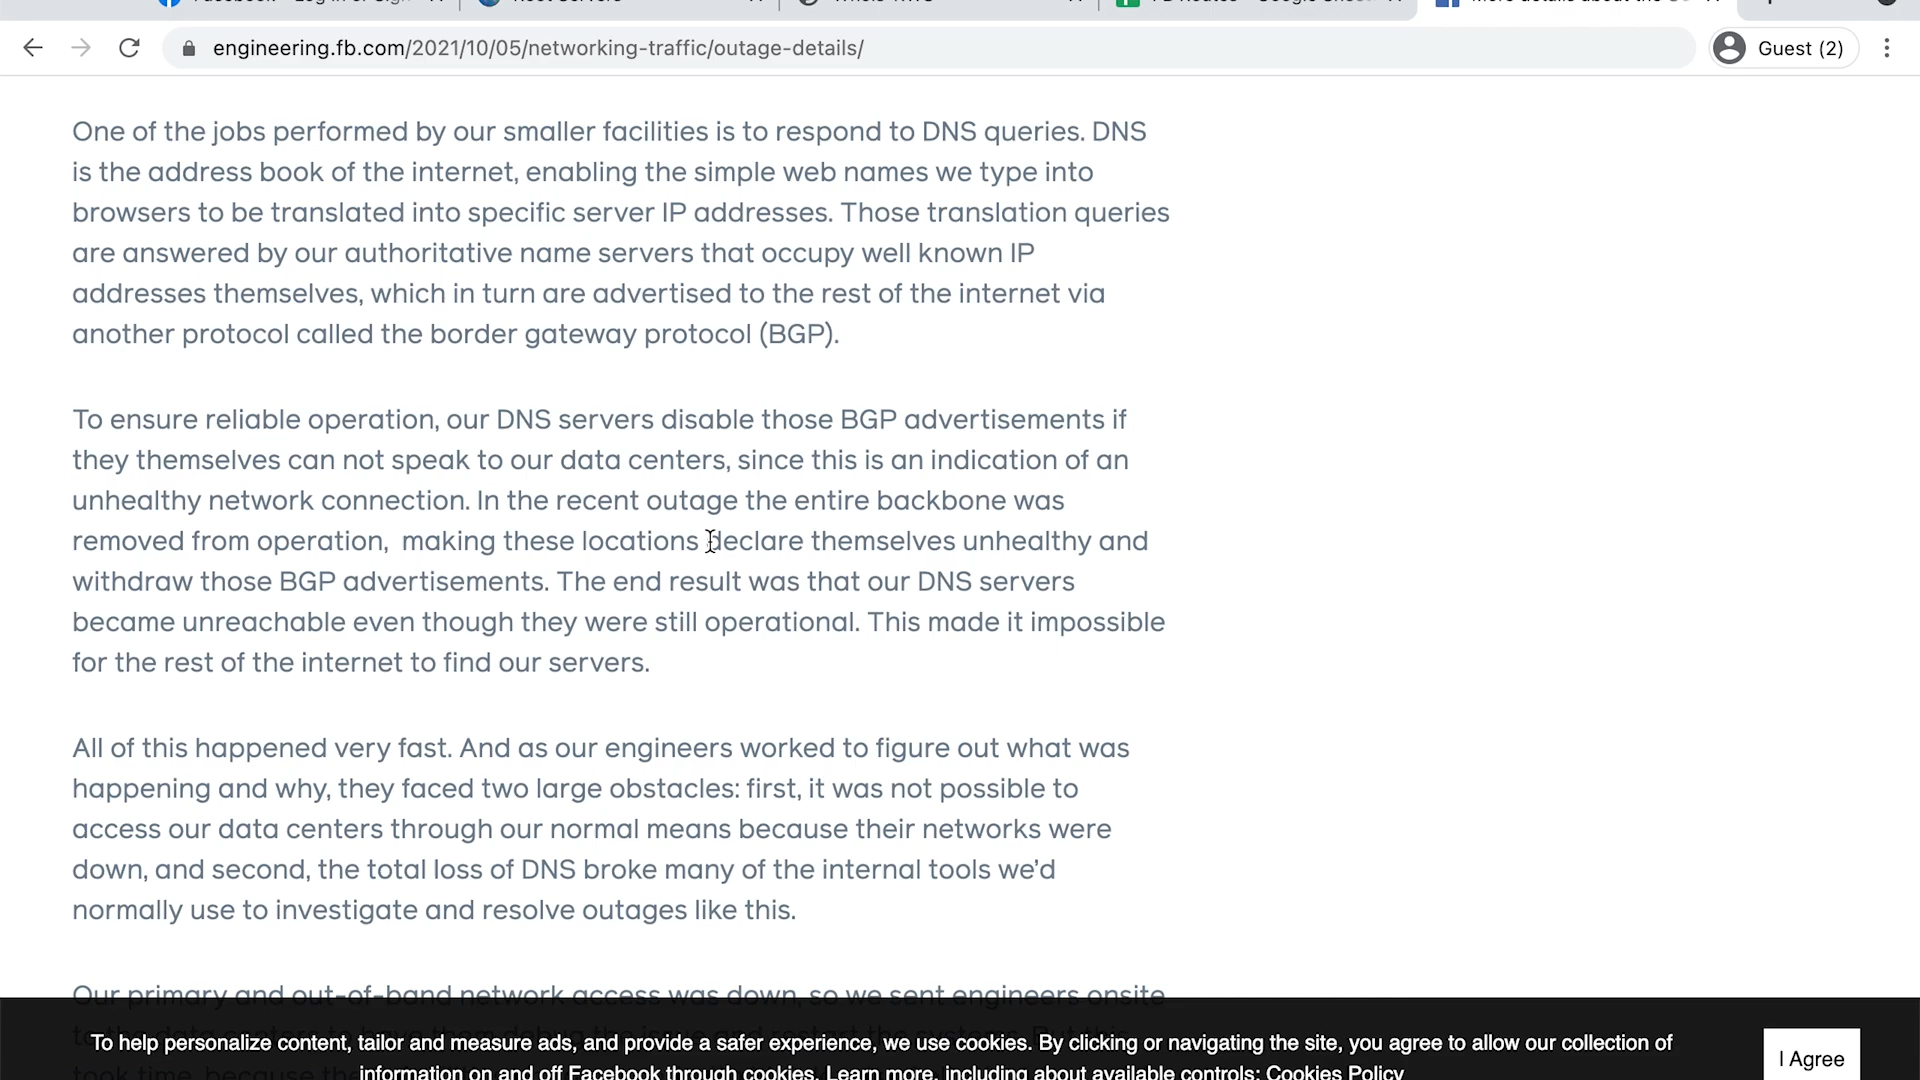 engineering.fb.com/2021/10/05/networking-traffic/outage-details/
Guest (2)
One of the jobs performed by our smaller facilities is to respond to DNS queries. DNS
is the address book of the internet, enabling the simple web names we type into
browsers to be translated into specific server IP addresses. Those translation queries
are answered by our authoritative name servers that occupy well known IP
addresses themselves, which in turn are advertised to the rest of the internet via
another protocol called the border gateway protocol (BGP).
To ensure reliable operation, our DNS servers disable those BGP advertisements if
they themselves can not speak to our data centers, since this is an indication of an
unhealthy network connection. In the recent outage the entire backbone was
removed from operation,  making these locations declare themselves unhealthy and
withdraw those BGP advertisements. The end result was that our DNS servers
became unreachable even though they were still operational. This made it impossible
for the rest of the internet to find our servers.
All of this happened very fast. And as our engineers worked to figure out what was
happening and why, they faced two large obstacles: first, it was not possible to
access our data centers through our normal means because their networks were
down, and second, the total loss of DNS broke many of the internal tools we’d
normally use to investigate and resolve outages like this.
Our primary and out-of-band network access was down, so we sent engineers onsite
To help personalize content, tailor and measure ads, and provide a safer experience, we use cookies. By clicking or navigating the site, you agree to allow our collection of
information on and off Facebook through cookies. Learn more, including about available controls: Cookies Policy
I Agree